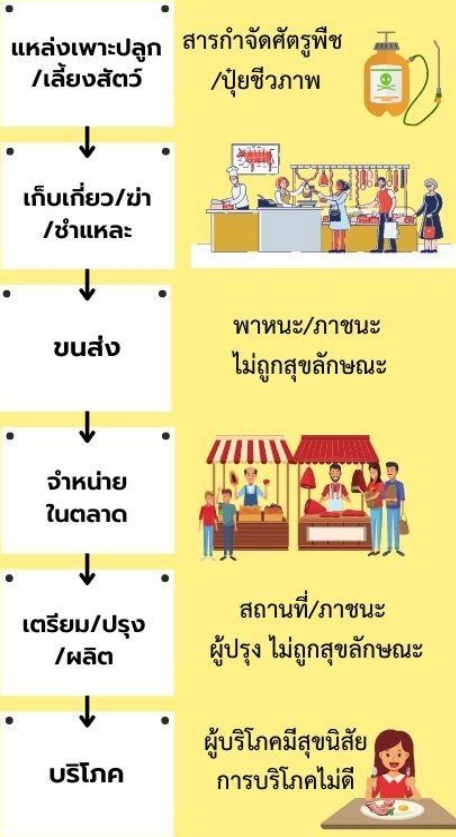 แหล่งเพาะปลูก
/เลี้ยงสัตว์
สารกำจัดศัตรูพืช
/ปุ๋ยชีวภาพ
เก็บเกี่ยว/ฆ่า
/ชำแหละ
ขนส่ง
พาหนะ/ภาชนะ
ไม่ถูกสุขลักษณะ
จำหน่าย
ในตลาด
เตรียม/ปรุง
/ผลิต
สถานที่/ภาชนะ
ผู้ปรุง ไม่ถูกสุขลักษณะ
บริโภค
ผู้บริโภคมีสุขนิสัย
การบริโภคไม่ดี